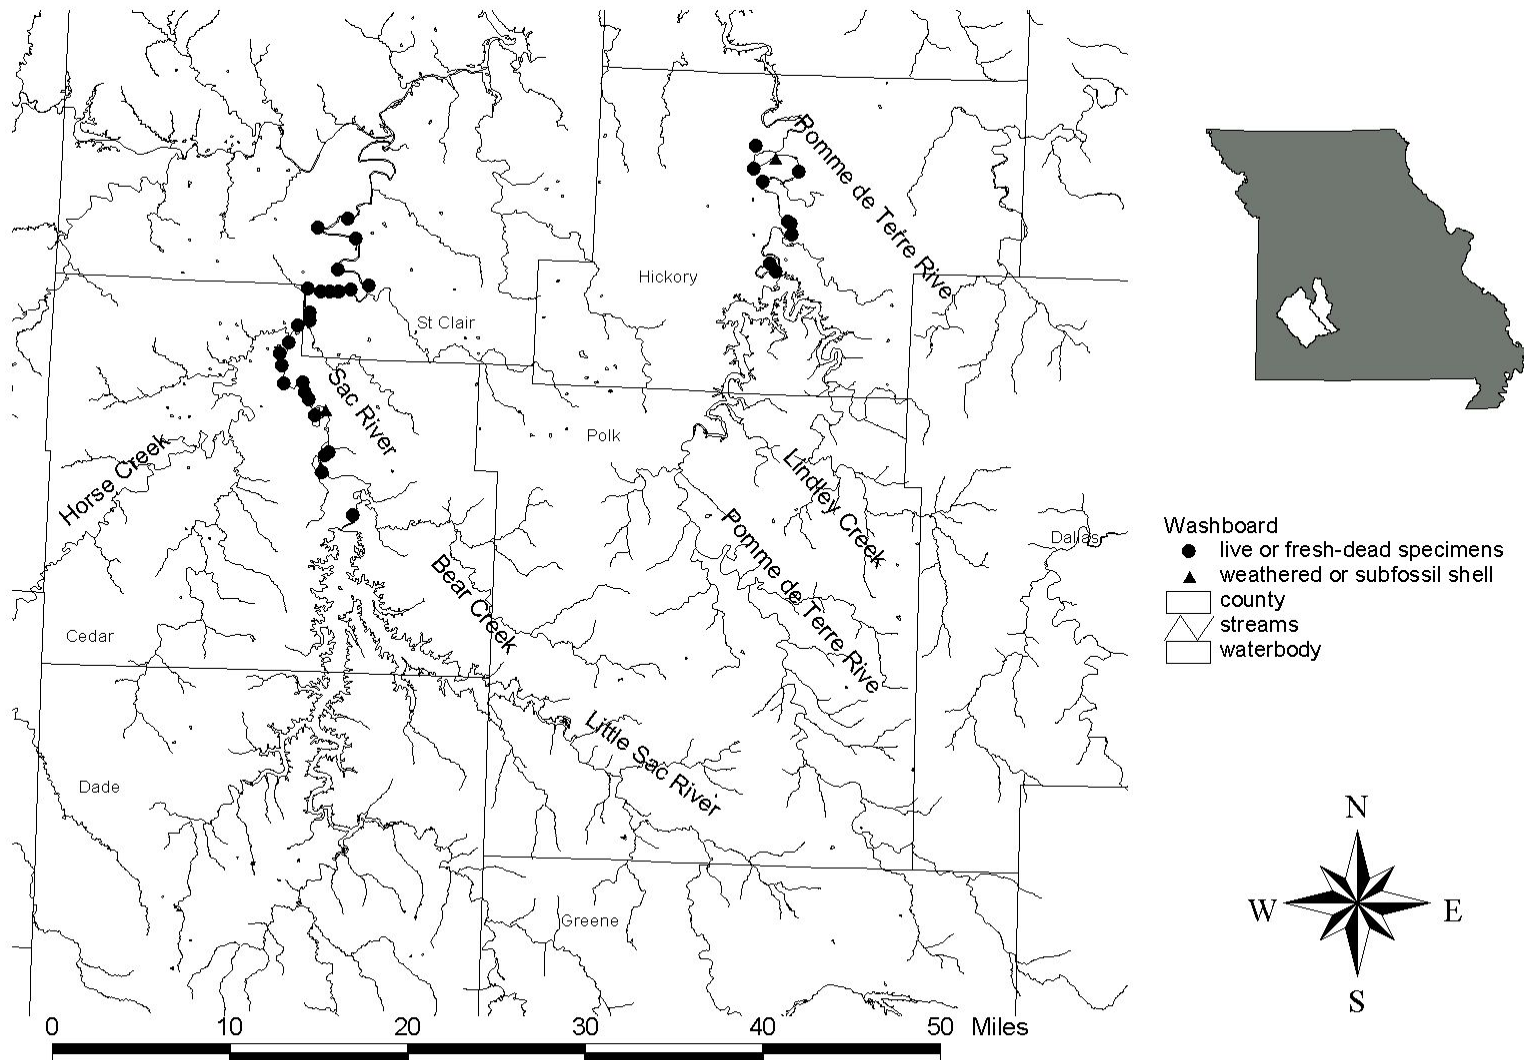 Pomme de Terre River
Hickory
St Clair
Sac River
Polk
Horse Creek
Lindley Creek
Pomme de Terre Rive
Dallas
Bear Creek
Cedar
Little Sac River
Dade
Greene
0 10 20 30 40 50 Miles
Washboard
live or fresh-dead specimens
weathered or subfossil shell
county
streams
waterbody
N
W E
S